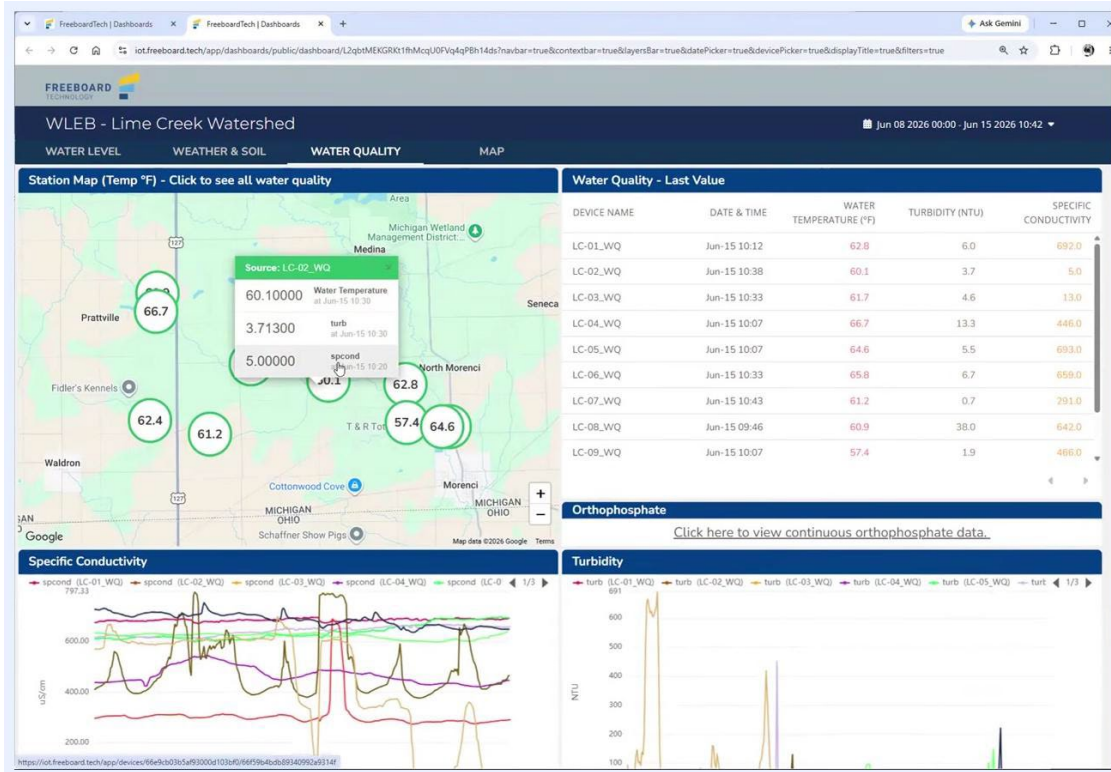 FreeboardTech | Dashboards
FreeboardTech | Dashboards
Ask Gemini
iot.freeboard.tech/app/dashboards/public/dashboard/L2qbtMEKGRKt1fhMcqU0FVq4qPBh14ds?navbar=true&contextbar=true&layersBar=true&datePicker=true&devicePicker=true&displayTitle=true&filters=true
FREEBOARD
TECHNOLOGY
WLEB - Lime Creek Watershed
Jun 08 2026 00:00 - Jun 15 2026 10:42
WATER LEVEL WEATHER & SOIL WATER QUALITY MAP
Station Map (Temp °F) - Click to see all water quality
Area
Michigan Wetland
Management District...
Medina
127
Source: LC-02_WQ
60.10000 Water Temperature
at Jun-15 10:30
3.71300 turb
at Jun-15 10:30
5.00000 spcond
Jun-15 10:20
66.7
Prattville
Seneca
North Morenci
62.8
Fidler's Kennels
62.4
61.2
T & R Tot
57.4
64.6
Waldron
Cottonwood Cove
Morenci
127
MICHIGAN
OHIO
MICHIGAN
OHIO
Schaffner Show Pigs
Google
Map data ©2026 Google Terms
Water Quality - Last Value
DEVICE NAME DATE & TIME WATER TEMPERATURE (°F) TURBIDITY (NTU) SPECIFIC CONDUCTIVITY
LC-01_WQ Jun-15 10:12 62.8 6.0 692.0
LC-02_WQ Jun-15 10:38 60.1 3.7 5.0
LC-03_WQ Jun-15 10:33 61.7 4.6 13.0
LC-04_WQ Jun-15 10:07 66.7 13.3 446.0
LC-05_WQ Jun-15 10:07 64.6 5.5 693.0
LC-06_WQ Jun-15 10:33 65.8 6.7 659.0
LC-07_WQ Jun-15 10:43 61.2 0.7 291.0
LC-08_WQ Jun-15 09:46 60.9 38.0 642.0
LC-09_WQ Jun-15 10:07 57.4 1.9 466.0
Orthophosphate
Click here to view continuous orthophosphate data.
Specific Conductivity
spcond (LC-01_WQ) spcond (LC-02_WQ) spcond (LC-03_WQ) spcond (LC-04_WQ) spcond (LC-0 1/3
797.33
600.00
400.00
200.00
uS/cm
Turbidity
turb (LC-01_WQ) turb (LC-02_WQ) turb (LC-03_WQ) turb (LC-04_WQ) turb (LC-05_WQ) turb 1/3
691
600
500
400
300
200
100
NTU
https://iot.freeboard.tech/app/devices/66e9cb03b5af93000d103bf0/66f59b4bdb89340992a9314f